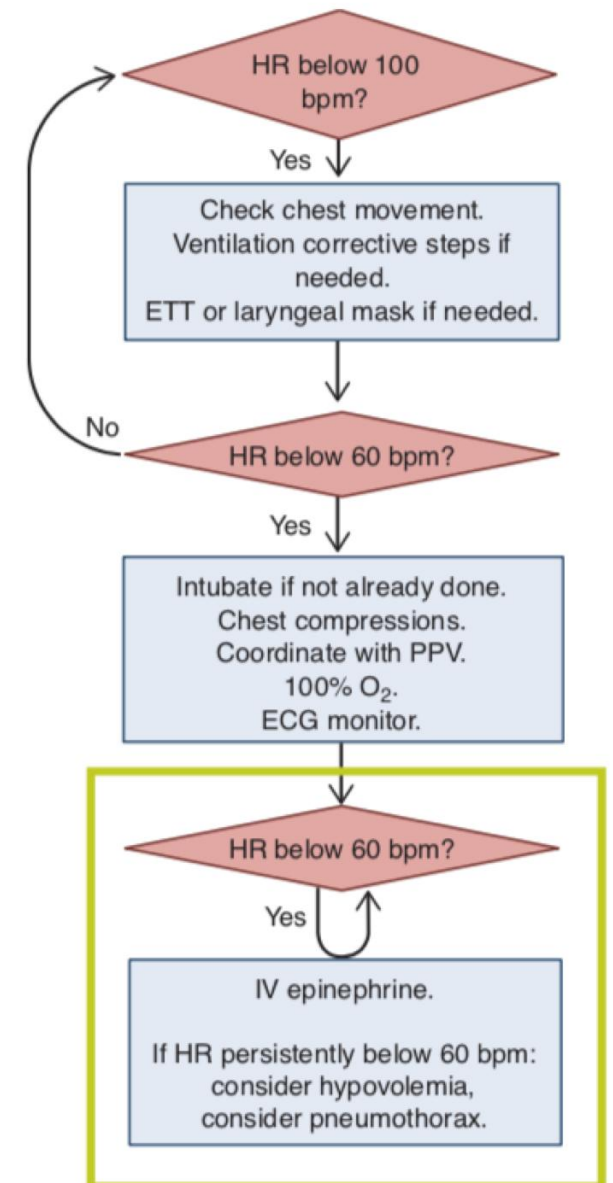 HR below 100
bpm?
Yes
Check chest movement.
Ventilation corrective steps if
needed.
ETT or laryngeal mask if needed.
No
HR below 60 bpm?
Yes
Intubate if not already done.
Chest compressions.
Coordinate with PPV.
100% O₂.
ECG monitor.
HR below 60 bpm?
Yes
IV epinephrine.
If HR persistently below 60 bpm:
consider hypovolemia,
consider pneumothorax.